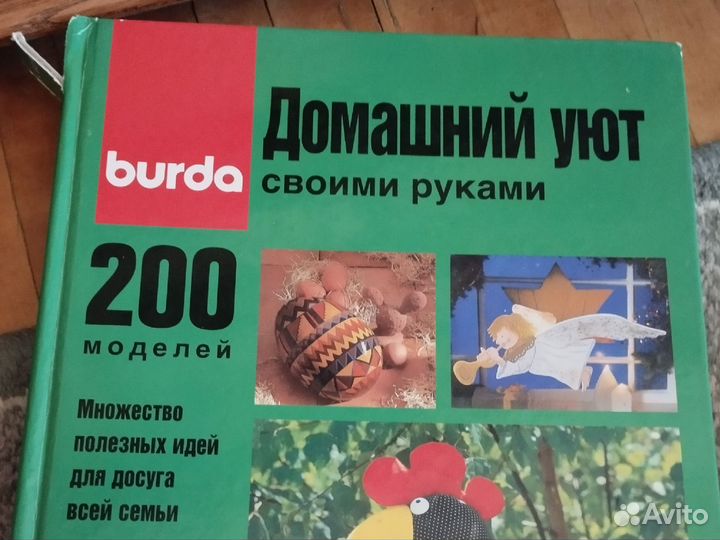 burda
Домашний уют
своими руками
200
моделей
Множество
полезных идей
для досуга
всей семьи
Avito